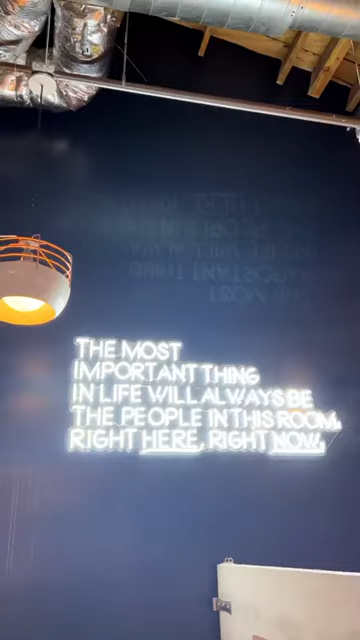 THE MOST
IMPORTANT THING
IN LIFE WILL ALWAYS BE
THE PEOPLE IN THIS ROOM.
RIGHT HERE, RIGHT NOW.